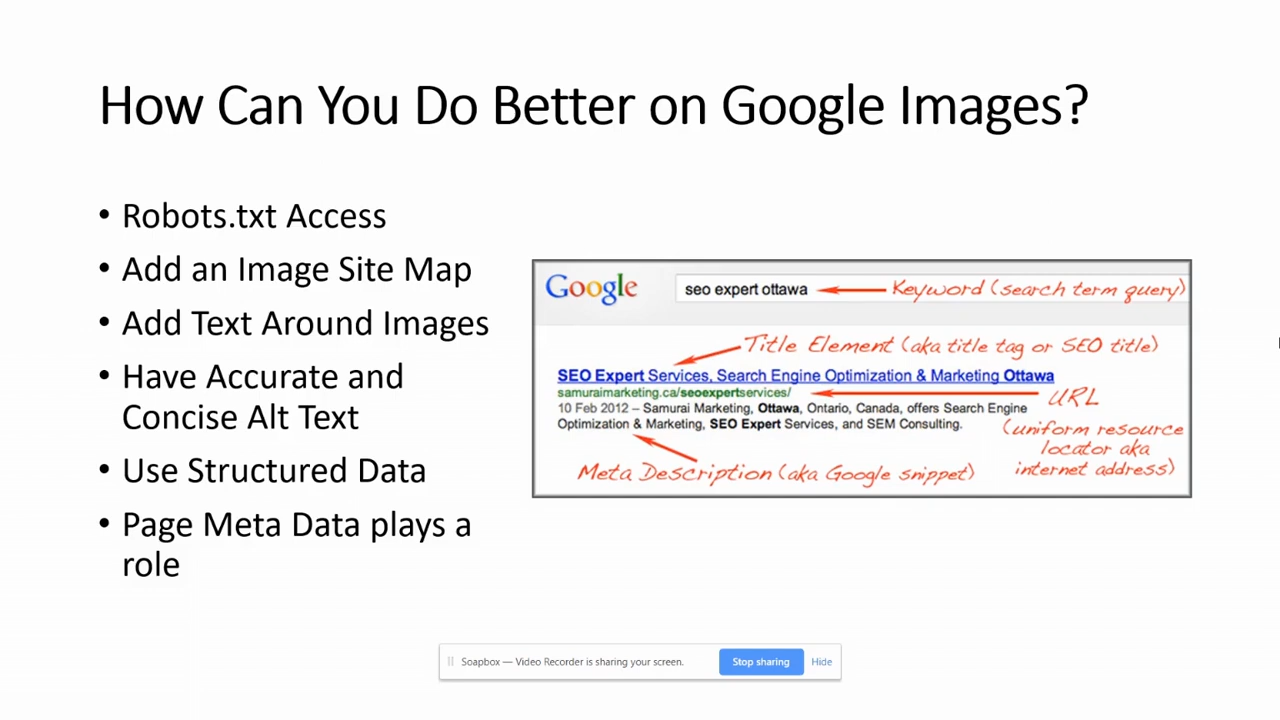 How Can You Do Better on Google Images?
• Robots.txt Access
• Add an Image Site Map
• Add Text Around Images
• Have Accurate and
Concise Alt Text
• Use Structured Data
• Page Meta Data plays a
role
Google
seo expert ottawa
Keyword (search term query)
Title Element (aka title tag or SEO title)
SEO Expert Services, Search Engine Optimization & Marketing Ottawa
samuraimarketing.ca/seoexpertservices/
URL
10 Feb 2012 – Samurai Marketing, Ottawa, Ontario, Canada, offers Search Engine
Optimization & Marketing, SEO Expert Services, and SEM Consulting.
(uniform resource
locator aka
internet address)
Meta Description (aka Google snippet)
Soapbox — Video Recorder is sharing your screen.
Stop sharing
Hide